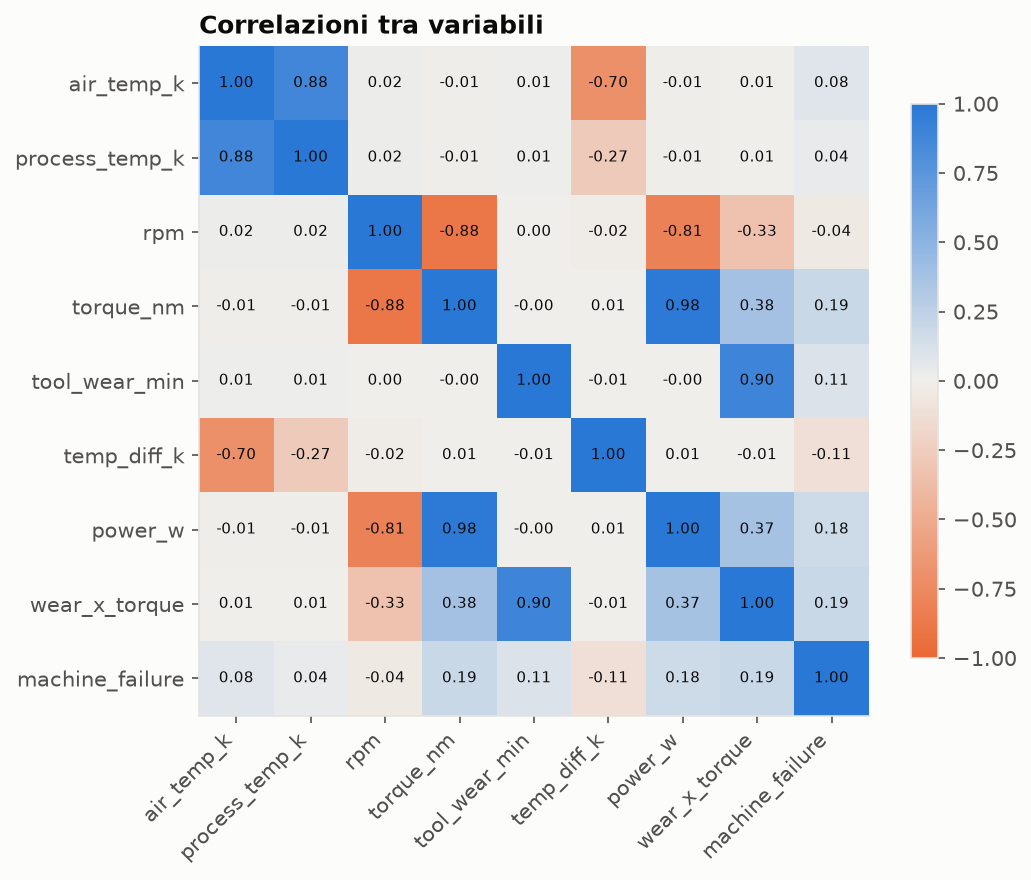 Correlazioni tra variabili
air_temp_k 1.00 0.88 0.02 -0.01 0.01 -0.70 -0.01 0.01 0.08
process_temp_k 0.88 1.00 0.02 -0.01 0.01 -0.27 -0.01 0.01 0.04
rpm 0.02 0.02 1.00 -0.88 0.00 -0.02 -0.81 -0.33 -0.04
torque_nm -0.01 -0.01 -0.88 1.00 -0.00 0.01 0.98 0.38 0.19
tool_wear_min 0.01 0.01 0.00 -0.00 1.00 -0.01 -0.00 0.90 0.11
temp_diff_k -0.70 -0.27 -0.02 0.01 -0.01 1.00 0.01 -0.01 -0.11
power_w -0.01 -0.01 -0.81 0.98 -0.00 0.01 1.00 0.37 0.18
wear_x_torque 0.01 0.01 -0.33 0.38 0.90 -0.01 0.37 1.00 0.19
machine_failure 0.08 0.04 -0.04 0.19 0.11 -0.11 0.18 0.19 1.00
air_temp_k
process_temp_k
rpm
torque_nm
tool_wear_min
temp_diff_k
power_w
wear_x_torque
machine_failure
1.00
0.75
0.50
0.25
0.00
−0.25
−0.50
−0.75
−1.00